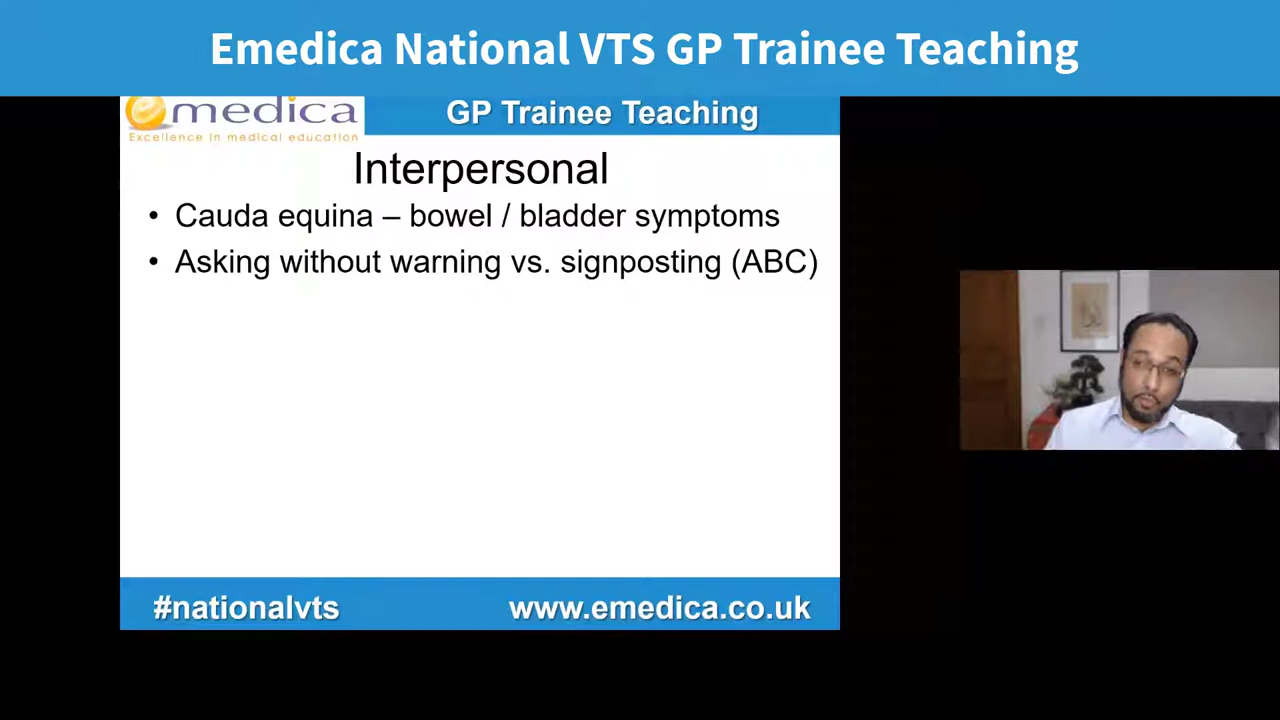 Emedica National VTS GP Trainee Teaching
emedica
Excellence in medical education
GP Trainee Teaching
Interpersonal
• Cauda equina – bowel / bladder symptoms
• Asking without warning vs. signposting (ABC)
#nationalvts
www.emedica.co.uk